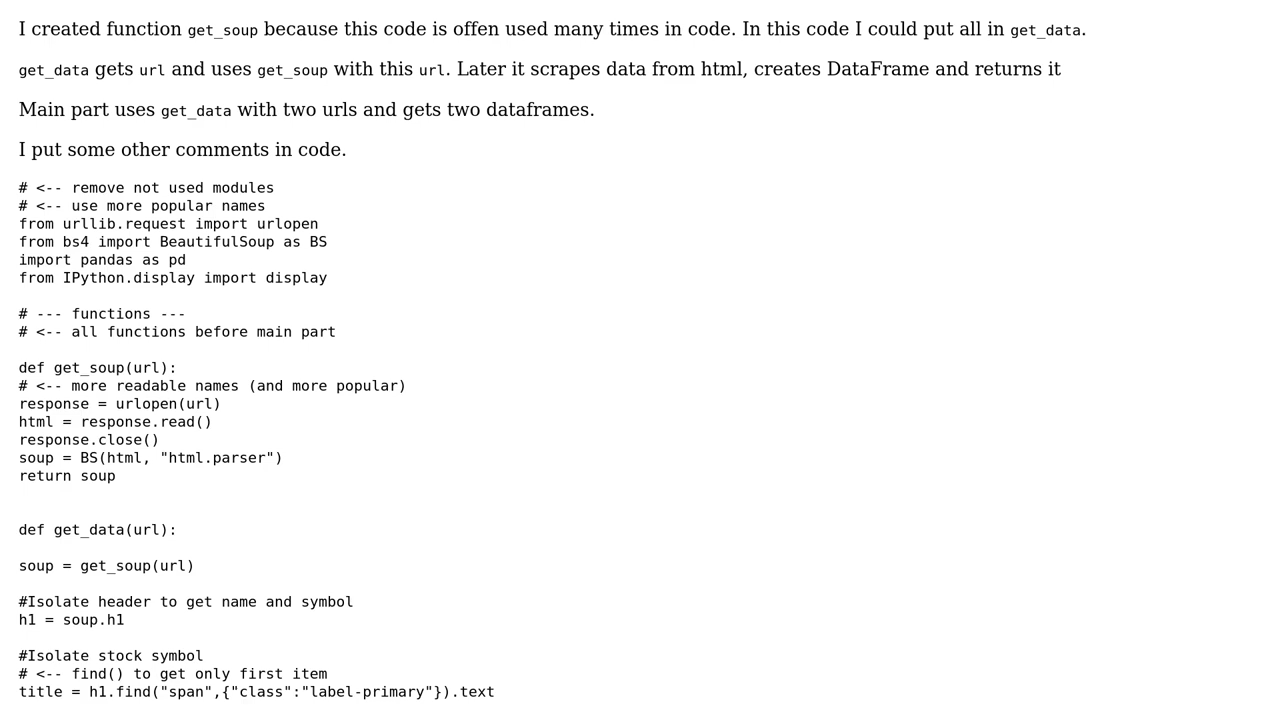 I created function get_soup because this code is offen used many times in code. In this code I could put all in get_data.
get_data gets url and uses get_soup with this url. Later it scrapes data from html, creates DataFrame and returns it
Main part uses get_data with two urls and gets two dataframes.
I put some other comments in code.
# <-- remove not used modules
# <-- use more popular names
from urllib.request import urlopen
from bs4 import BeautifulSoup as BS
import pandas as pd
from IPython.display import display
# --- functions ---
# <-- all functions before main part
def get_soup(url):
# <-- more readable names (and more popular)
response = urlopen(url)
html = response.read()
response.close()
soup = BS(html, "html.parser")
return soup
def get_data(url):
soup = get_soup(url)
#Isolate header to get name and symbol
h1 = soup.h1
#Isolate stock symbol
# <-- find() to get only first item
title = h1.find("span",{"class":"label-primary"}).text